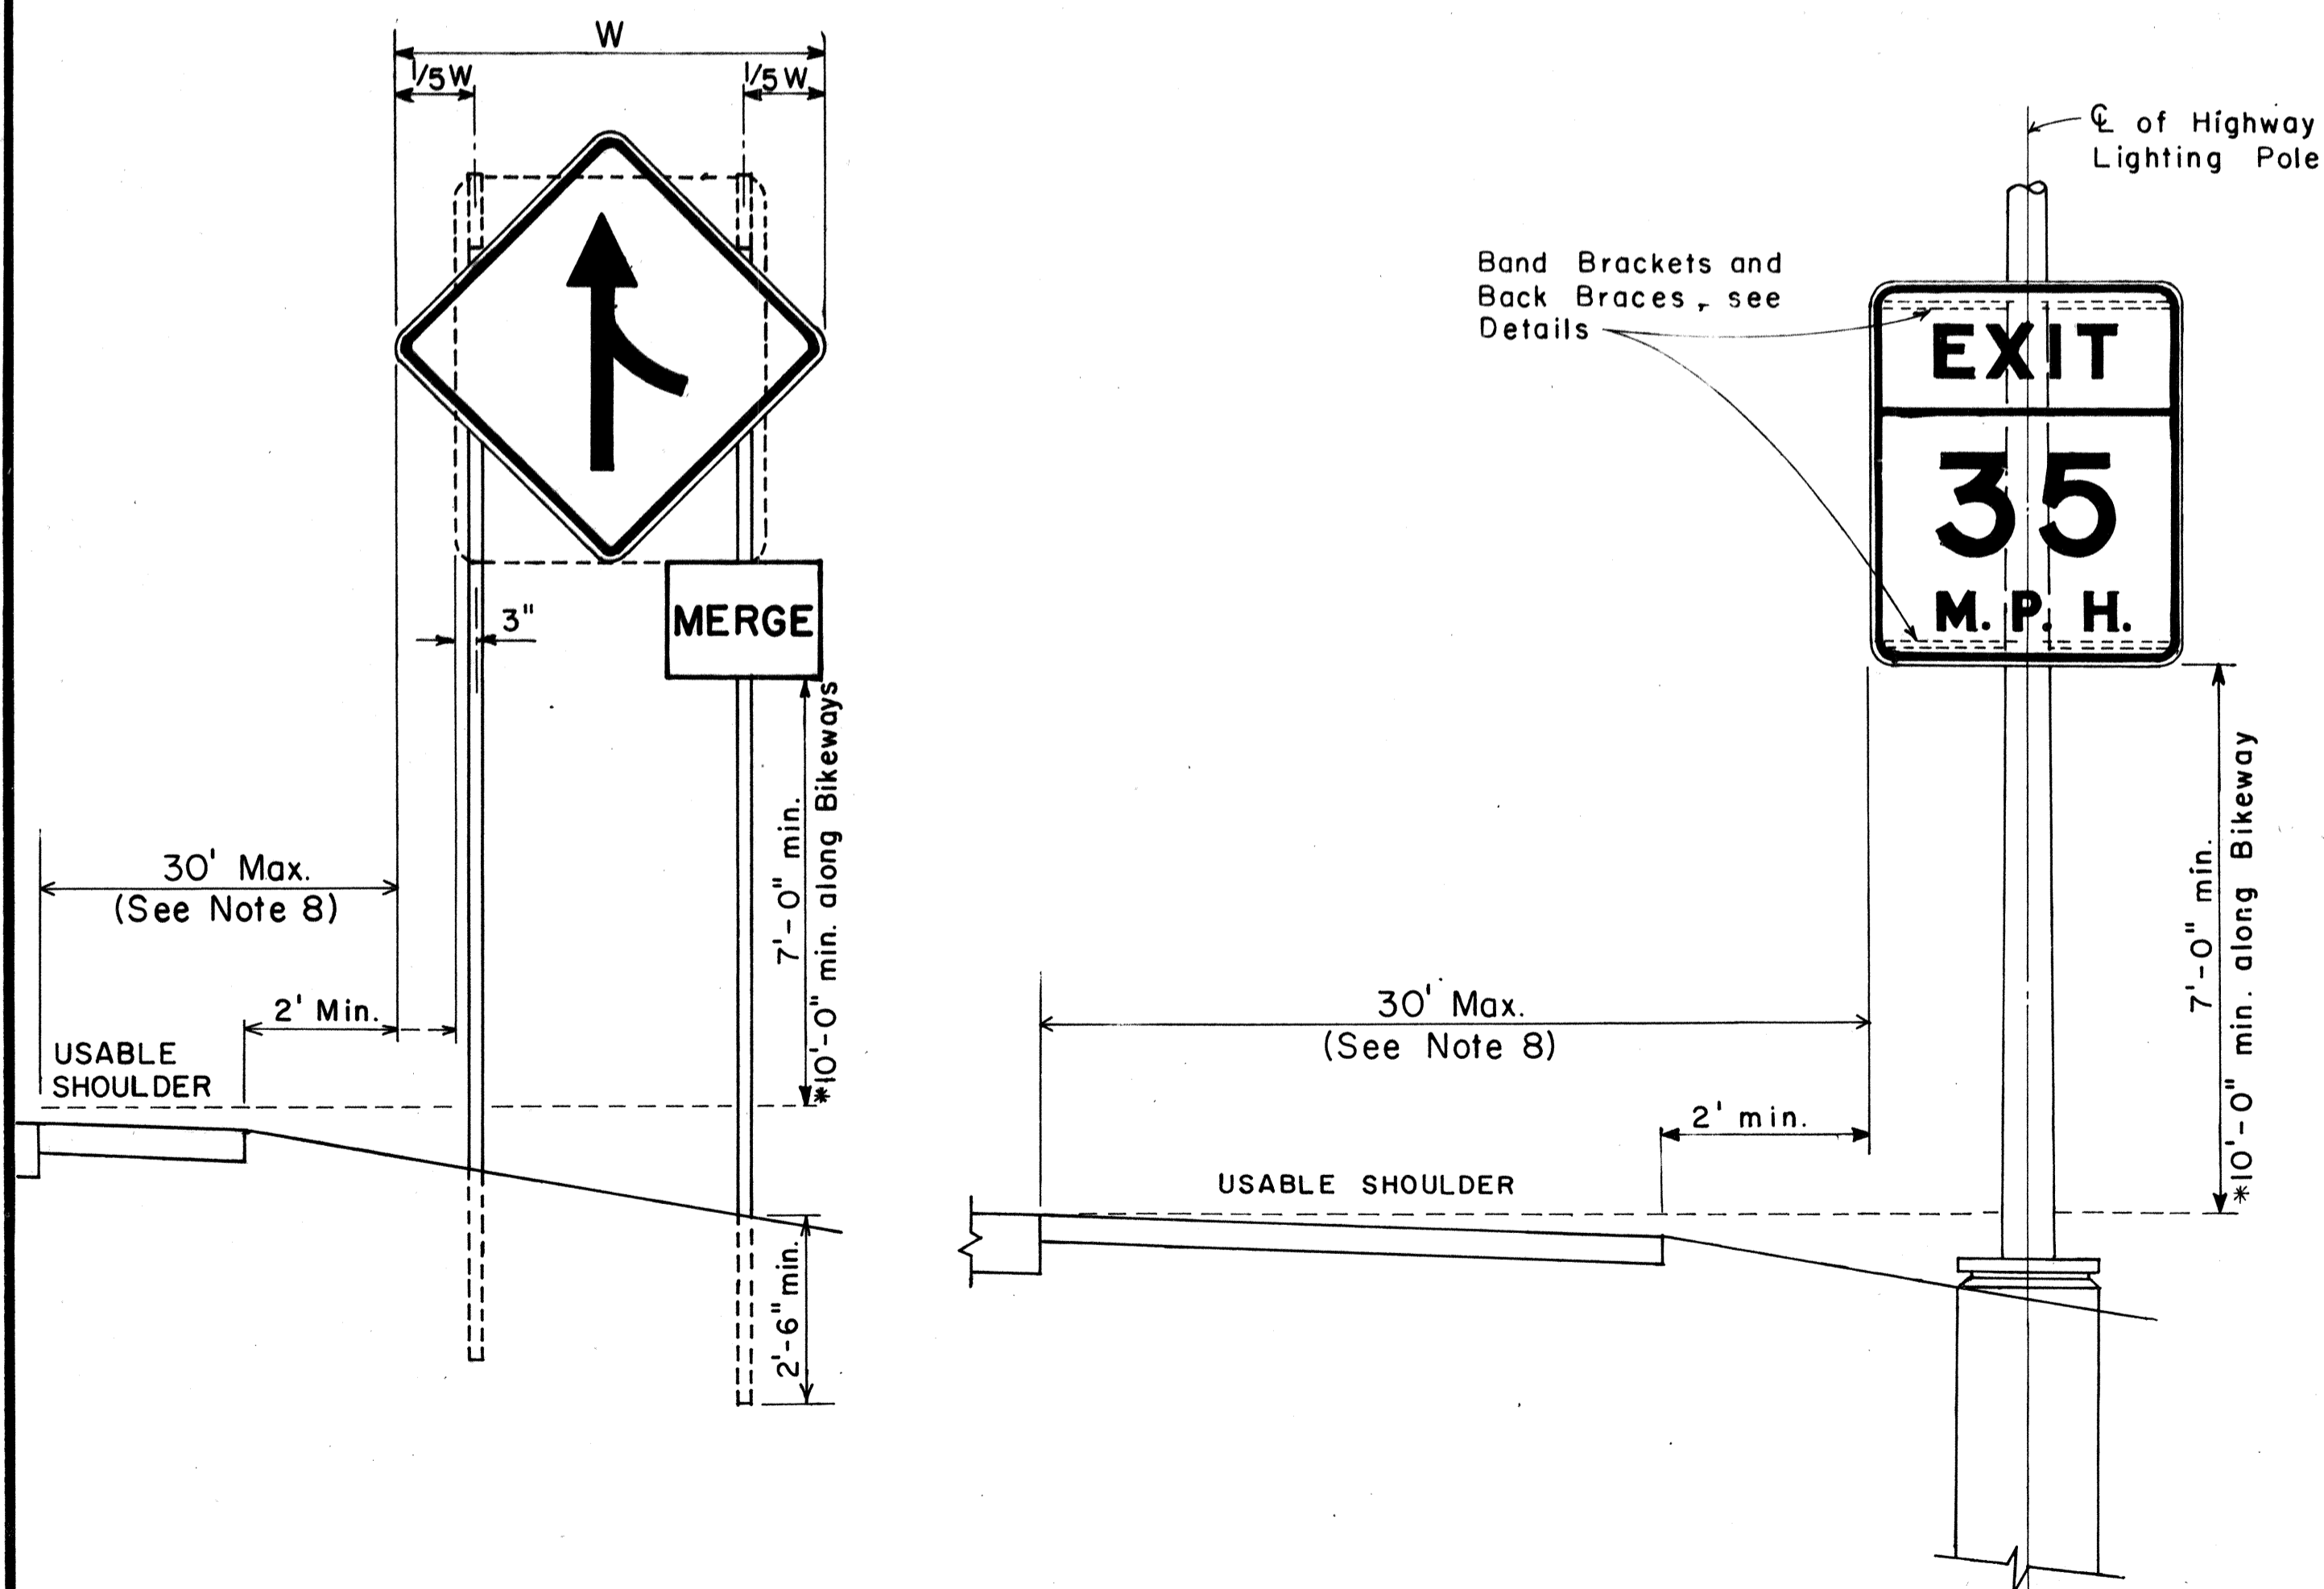 W
1/5W
1/5W
℄ of Highway
Lighting Pole
Band Brackets and
Back Braces, see
Details
EXIT
35
M. P. H.
MERGE
3"
7'-0" min.
*10'-0" min. along Bikeways
30' Max.
(See Note 8)
2' Min.
USABLE
SHOULDER
2'-6" min.
30' Max.
(See Note 8)
2' min.
USABLE SHOULDER
7'-0" min.
*10'-0" min. along Bikeway